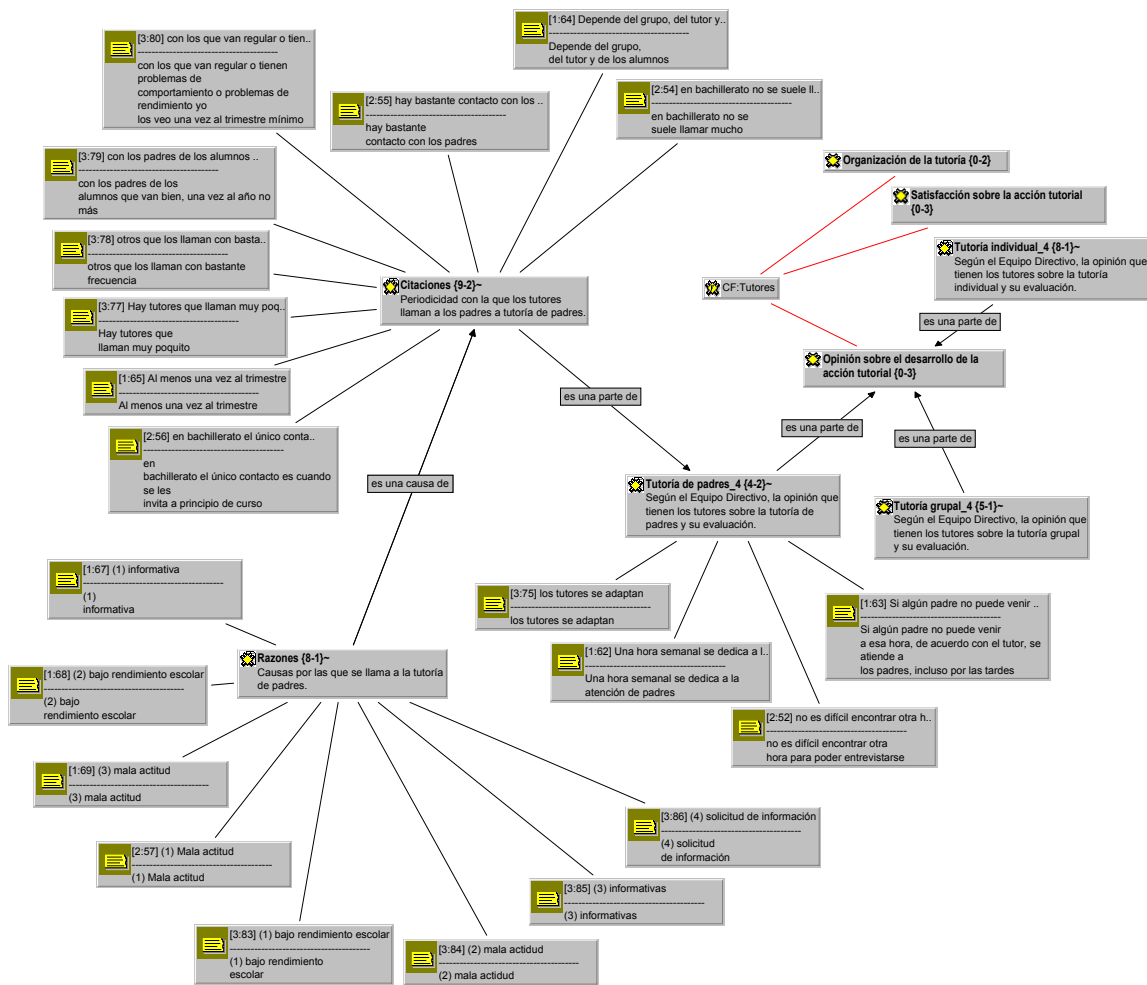 [1:64] Depende del grupo, del tutor y..
-----------------------------------------------
Depende del grupo,
del tutor y de los alumnos
[3:80] con los que van regular o tien..
-----------------------------------------------
con los que van regular o tienen
problemas de
comportamiento o problemas de
rendimiento yo
los veo una vez al trimestre mínimo
[2:55] hay bastante contacto con los ..
-----------------------------------------------
hay bastante
contacto con los padres
[2:54] en bachillerato no se suele ll..
-----------------------------------------------
en bachillerato no se
suele llamar mucho
[3:79] con los padres de los alumnos ..
-----------------------------------------------
con los padres de los
alumnos que van bien, una vez al año no
más
Organización de la tutoría {0-2}
Satisfacción sobre la acción tutorial
{0-3}
[3:78] otros que los llaman con basta..
-----------------------------------------------
otros que los llaman con bastante
frecuencia
Tutoría individual_4 {8-1}~
Según el Equipo Directivo, la opinión que
tienen los tutores sobre la tutoría
individual y su evaluación.
Citaciones {9-2}~
Periodicidad con la que los tutores
llaman a los padres a tutoría de padres.
CF:Tutores
[3:77] Hay tutores que llaman muy poq..
-----------------------------------------------
Hay tutores que
llaman muy poquito
es una parte de
Opinión sobre el desarrollo de la
acción tutorial {0-3}
[1:65] Al menos una vez al trimestre
-----------------------------------------------
Al menos una vez al trimestre
es una parte de
es una parte de
es una parte de
[2:56] en bachillerato el único conta..
-----------------------------------------------
en
bachillerato el único contacto es cuando
se les
invita a principio de curso
es una causa de
Tutoría de padres_4 {4-2}~
Según el Equipo Directivo, la opinión que
tienen los tutores sobre la tutoría de
padres y su evaluación.
Tutoría grupal_4 {5-1}~
Según el Equipo Directivo, la opinión que
tienen los tutores sobre la tutoría grupal
y su evaluación.
[1:67] (1) informativa
-----------------------------------------------
(1)
informativa
[3:75] los tutores se adaptan
-----------------------------------------------
los tutores se adaptan
[1:63] Si algún padre no puede venir ..
-----------------------------------------------
Si algún padre no puede venir
a esa hora, de acuerdo con el tutor, se
atiende a
los padres, incluso por las tardes
[1:62] Una hora semanal se dedica a l..
-----------------------------------------------
Una hora semanal se dedica a la
atención de padres
Razones {8-1}~
Causas por las que se llama a la tutoría
de padres.
[1:68] (2) bajo rendimiento escolar
-----------------------------------------------
(2) bajo
rendimiento escolar
[2:52] no es difícil encontrar otra h..
-----------------------------------------------
no es difícil encontrar otra
hora para poder entrevistarse
[1:69] (3) mala actitud
-----------------------------------------------
(3) mala actitud
[3:86] (4) solicitud de información
-----------------------------------------------
(4) solicitud
de información
[2:57] (1) Mala actitud
-----------------------------------------------
(1) Mala actitud
[3:85] (3) informativas
-----------------------------------------------
(3) informativas
[3:83] (1) bajo rendimiento escolar
-----------------------------------------------
(1) bajo rendimiento
escolar
[3:84] (2) mala actidud
-----------------------------------------------
(2) mala actidud